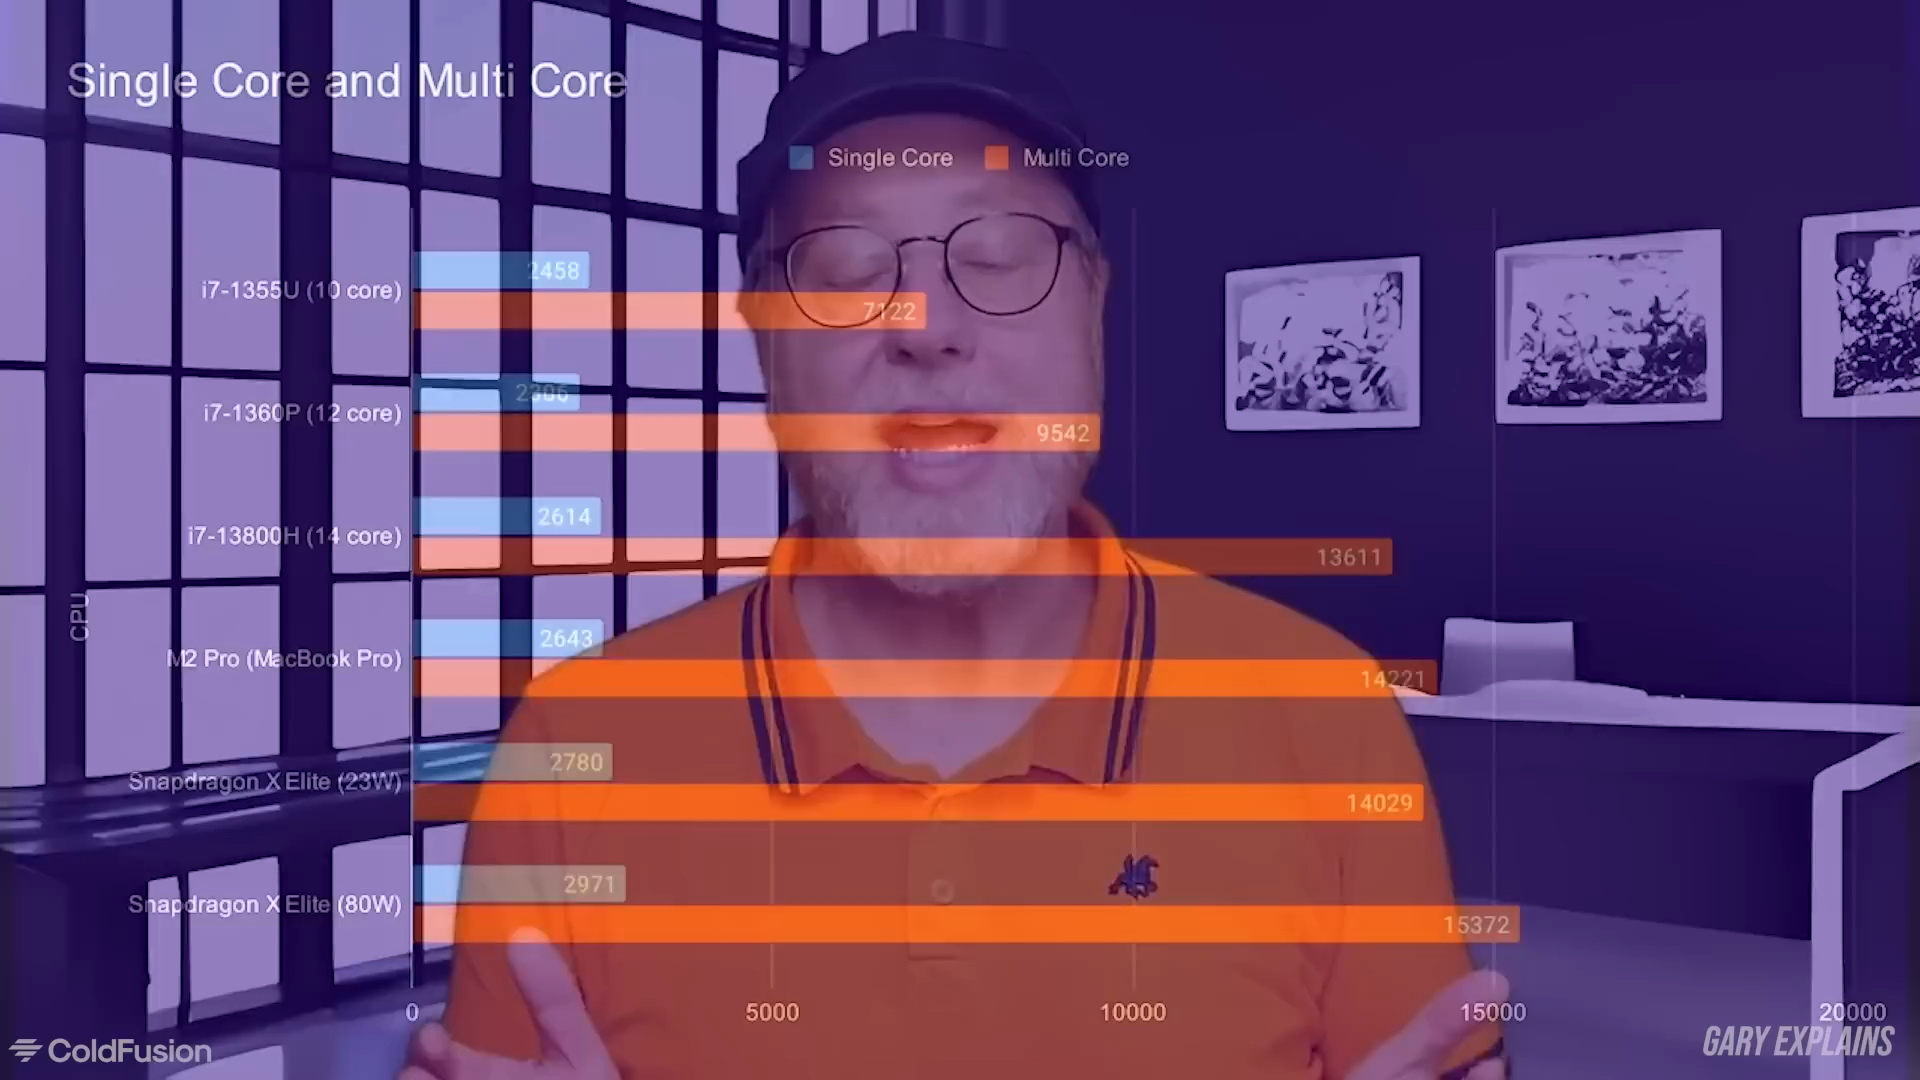 Single Core and Multi Core
Single Core
Multi Core
CPU
i7-1355U (10 core)
2458
7122
i7-1360P (12 core)
2306
9542
i7-13800H (14 core)
2614
13611
M2 Pro (MacBook Pro)
2643
14221
Snapdragon X Elite (23W)
2780
14029
Snapdragon X Elite (80W)
2971
15372
0
5000
10000
15000
20000
ColdFusion
GARY EXPLAINS